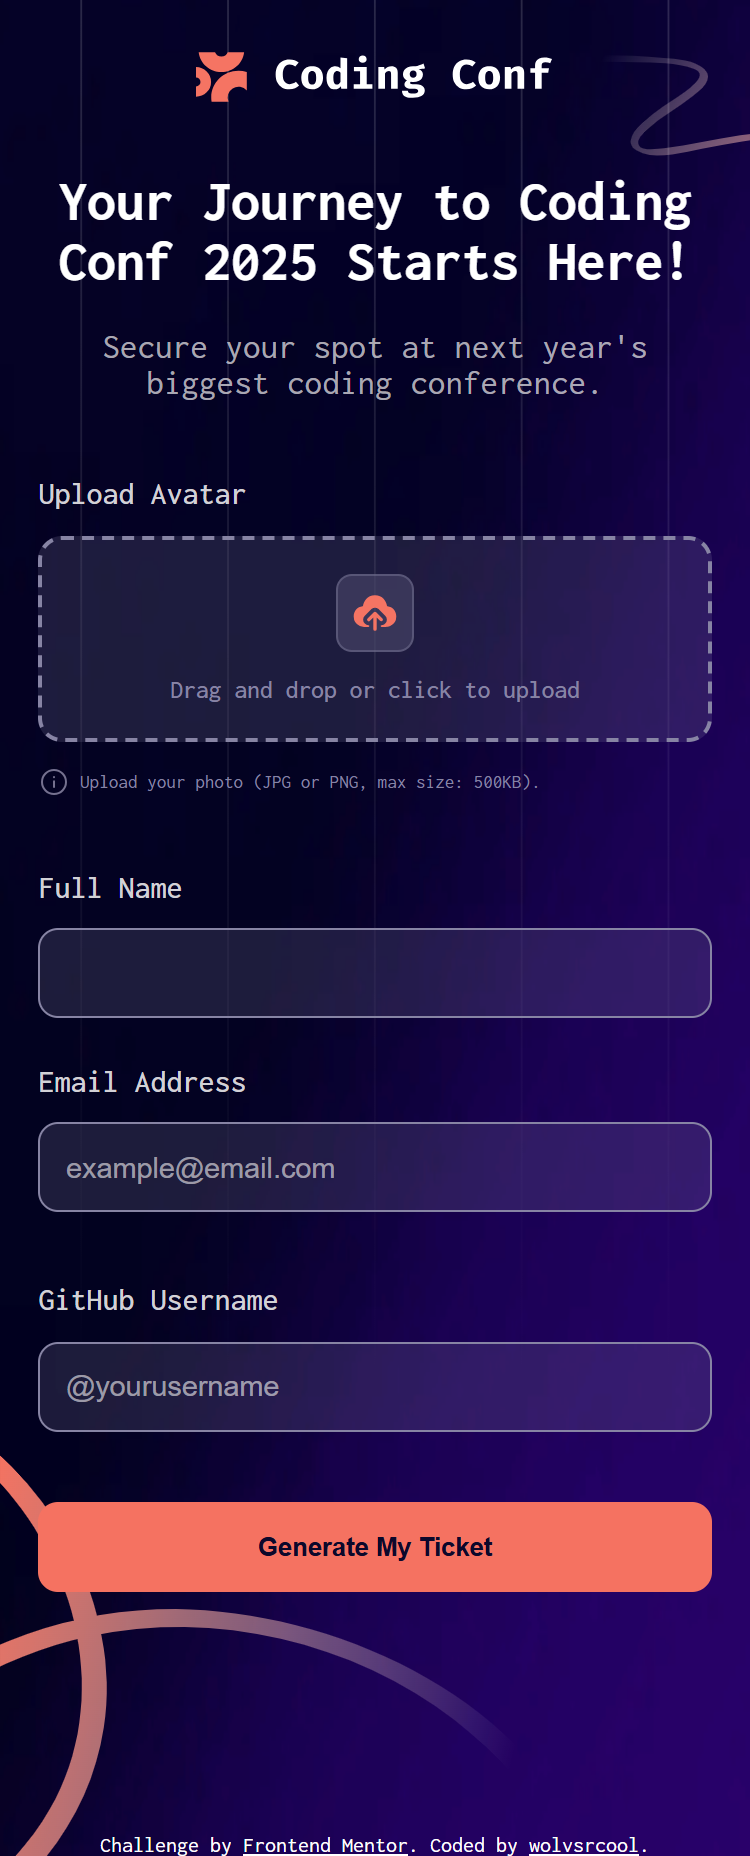 Coding Conf
Your Journey to Coding
Conf 2025 Starts Here!
Secure your spot at next year's
biggest coding conference.
Upload Avatar
Drag and drop or click to upload
Upload your photo (JPG or PNG, max size: 500KB).
Full Name
Email Address
example@email.com
GitHub Username
@yourusername
Generate My Ticket
Challenge by Frontend Mentor. Coded by wolvsrcool.